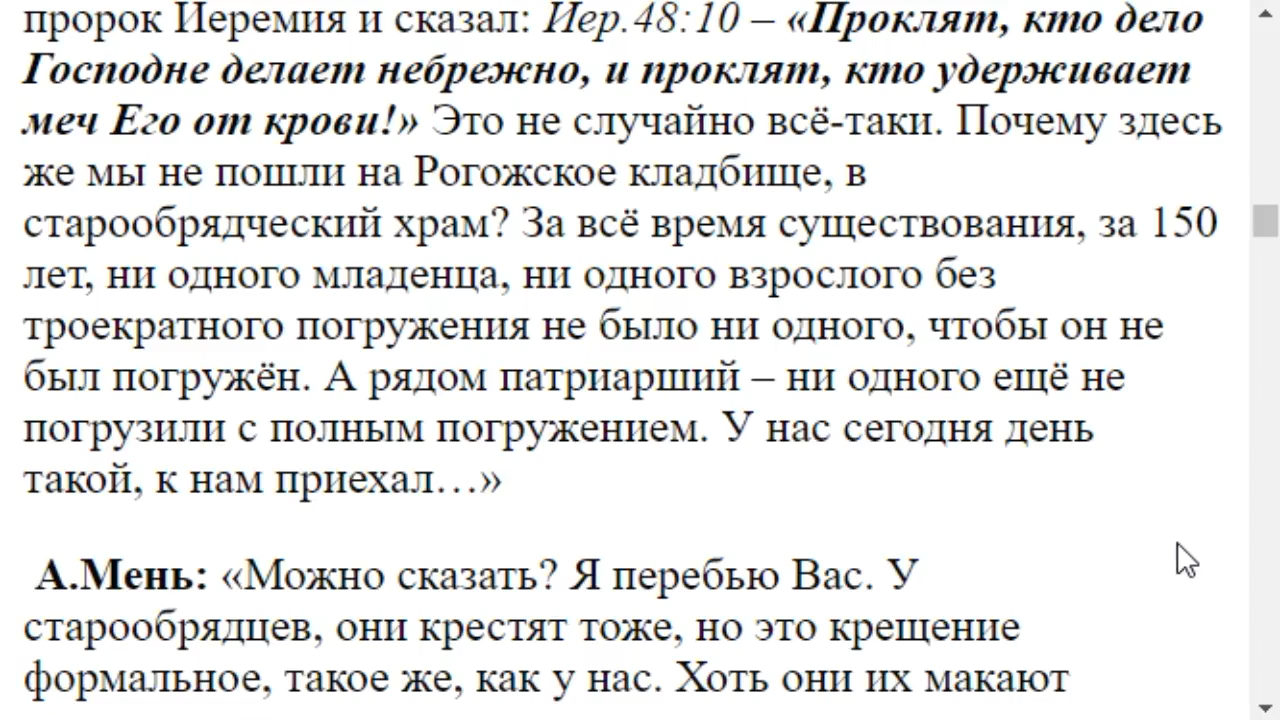 пророк Иеремия и сказал: Иер.48:10 – «Проклят, кто дело
Господне делает небрежно, и проклят, кто удерживает
меч Его от крови!» Это не случайно всё-таки. Почему здесь
же мы не пошли на Рогожское кладбище, в
старообрядческий храм? За всё время существования, за 150
лет, ни одного младенца, ни одного взрослого без
троекратного погружения не было ни одного, чтобы он не
был погружён. А рядом патриарший – ни одного ещё не
погрузили с полным погружением. У нас сегодня день
такой, к нам приехал…»
А.Мень: «Можно сказать? Я перебью Вас. У
старообрядцев, они крестят тоже, но это крещение
формальное, такое же, как у нас. Хоть они их макают